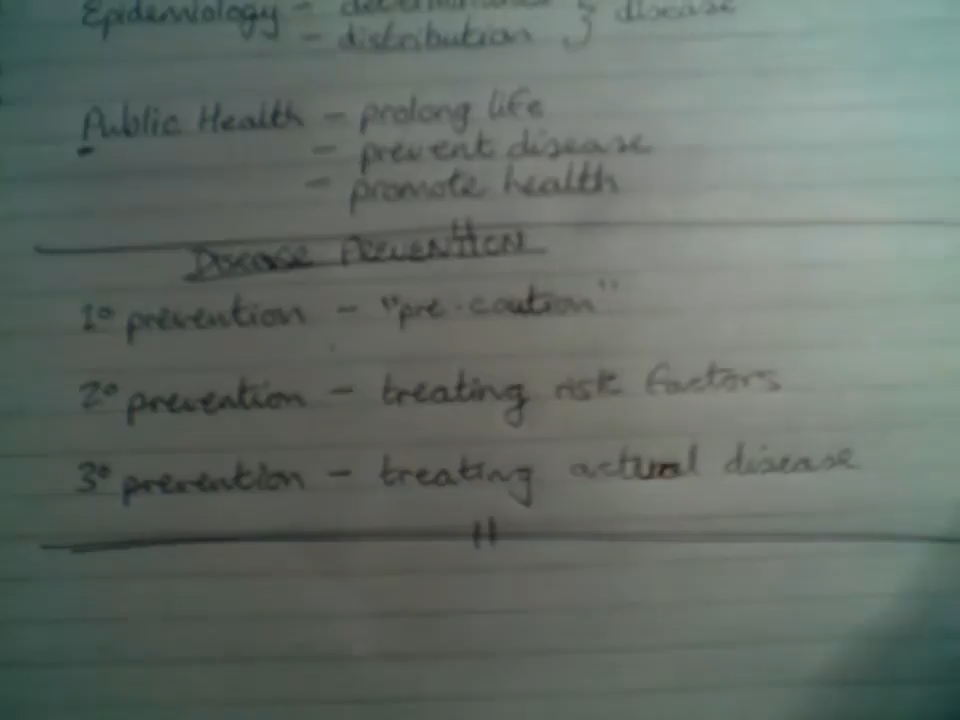 Epidemiology - determinants } disease
- distribution
Public Health - prolong life
- prevent disease
- promote health
DISEASE PREVENTION
1° prevention - "pre-caution"
2° prevention - treating risk factors
3° prevention - treating actual disease